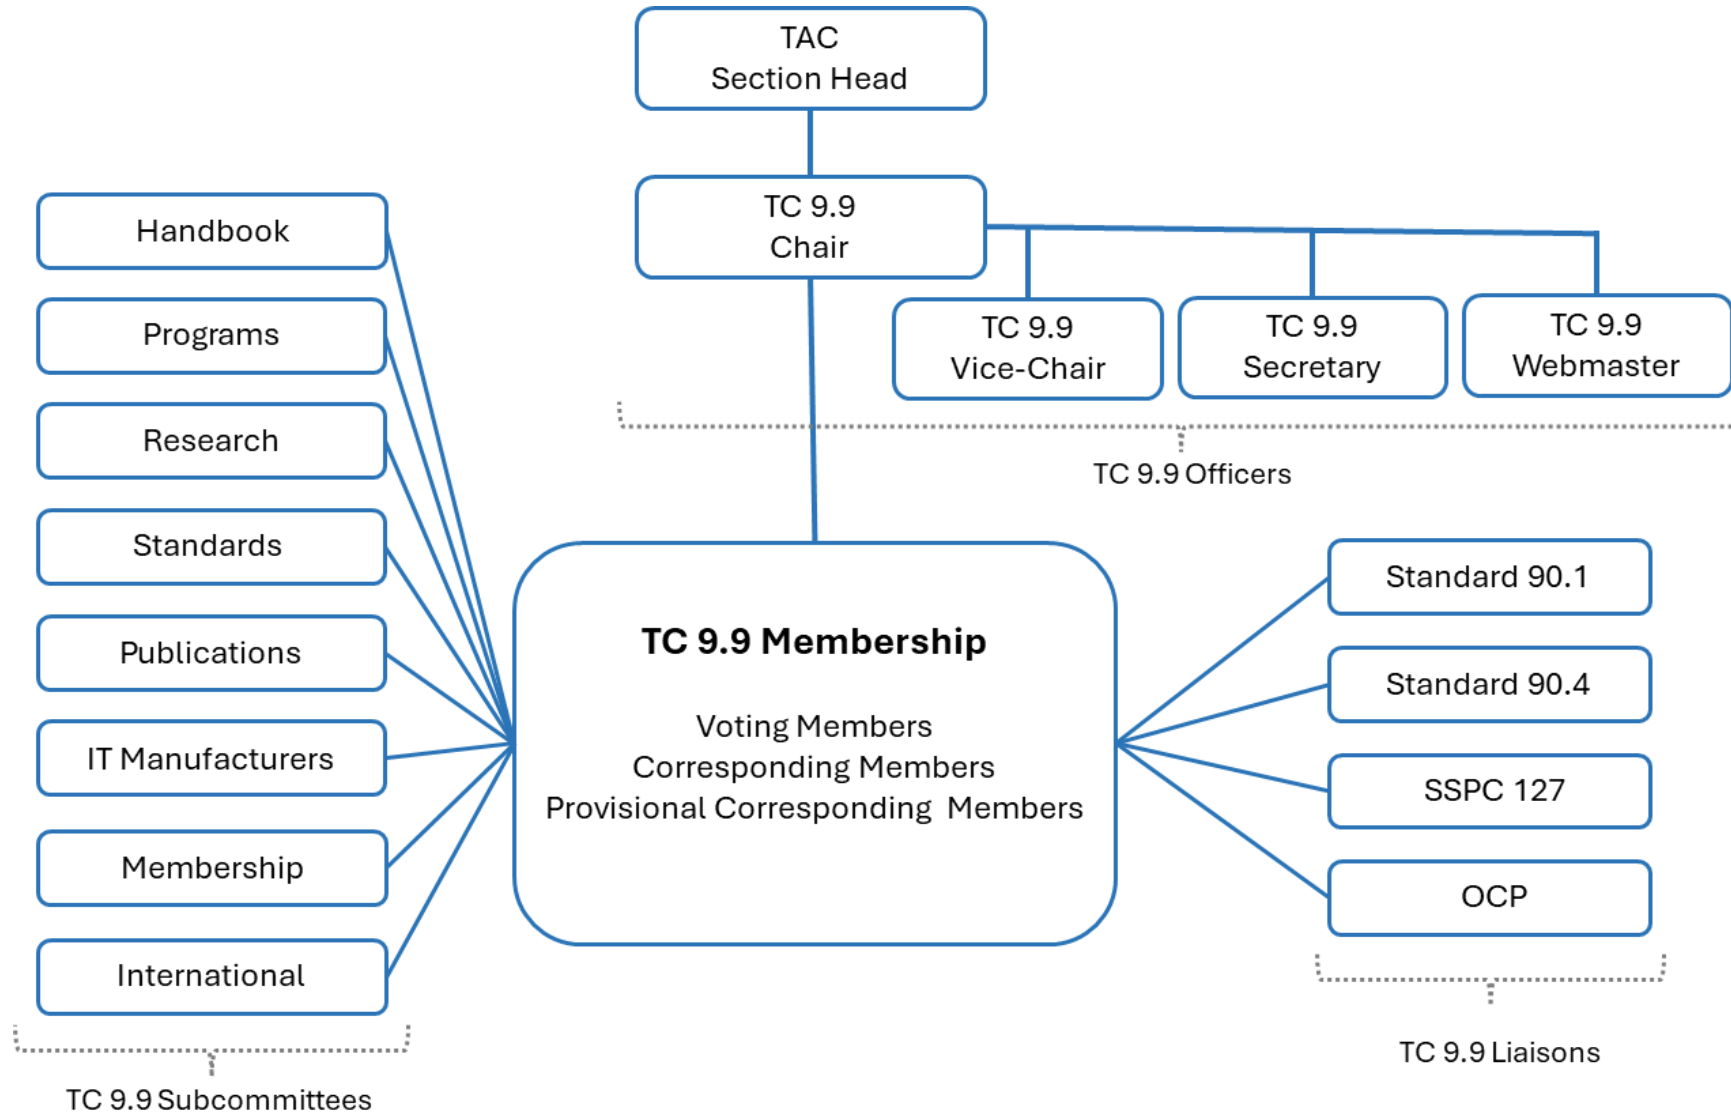 TAC
Section Head
TC 9.9
Chair
TC 9.9
Vice-Chair
TC 9.9
Secretary
TC 9.9
Webmaster
TC 9.9 Officers
Handbook
Programs
Research
Standards
Publications
IT Manufacturers
Membership
International
TC 9.9 Subcommittees
TC 9.9 Membership
Voting Members
Corresponding Members
Provisional Corresponding  Members
Standard 90.1
Standard 90.4
SSPC 127
OCP
TC 9.9 Liaisons